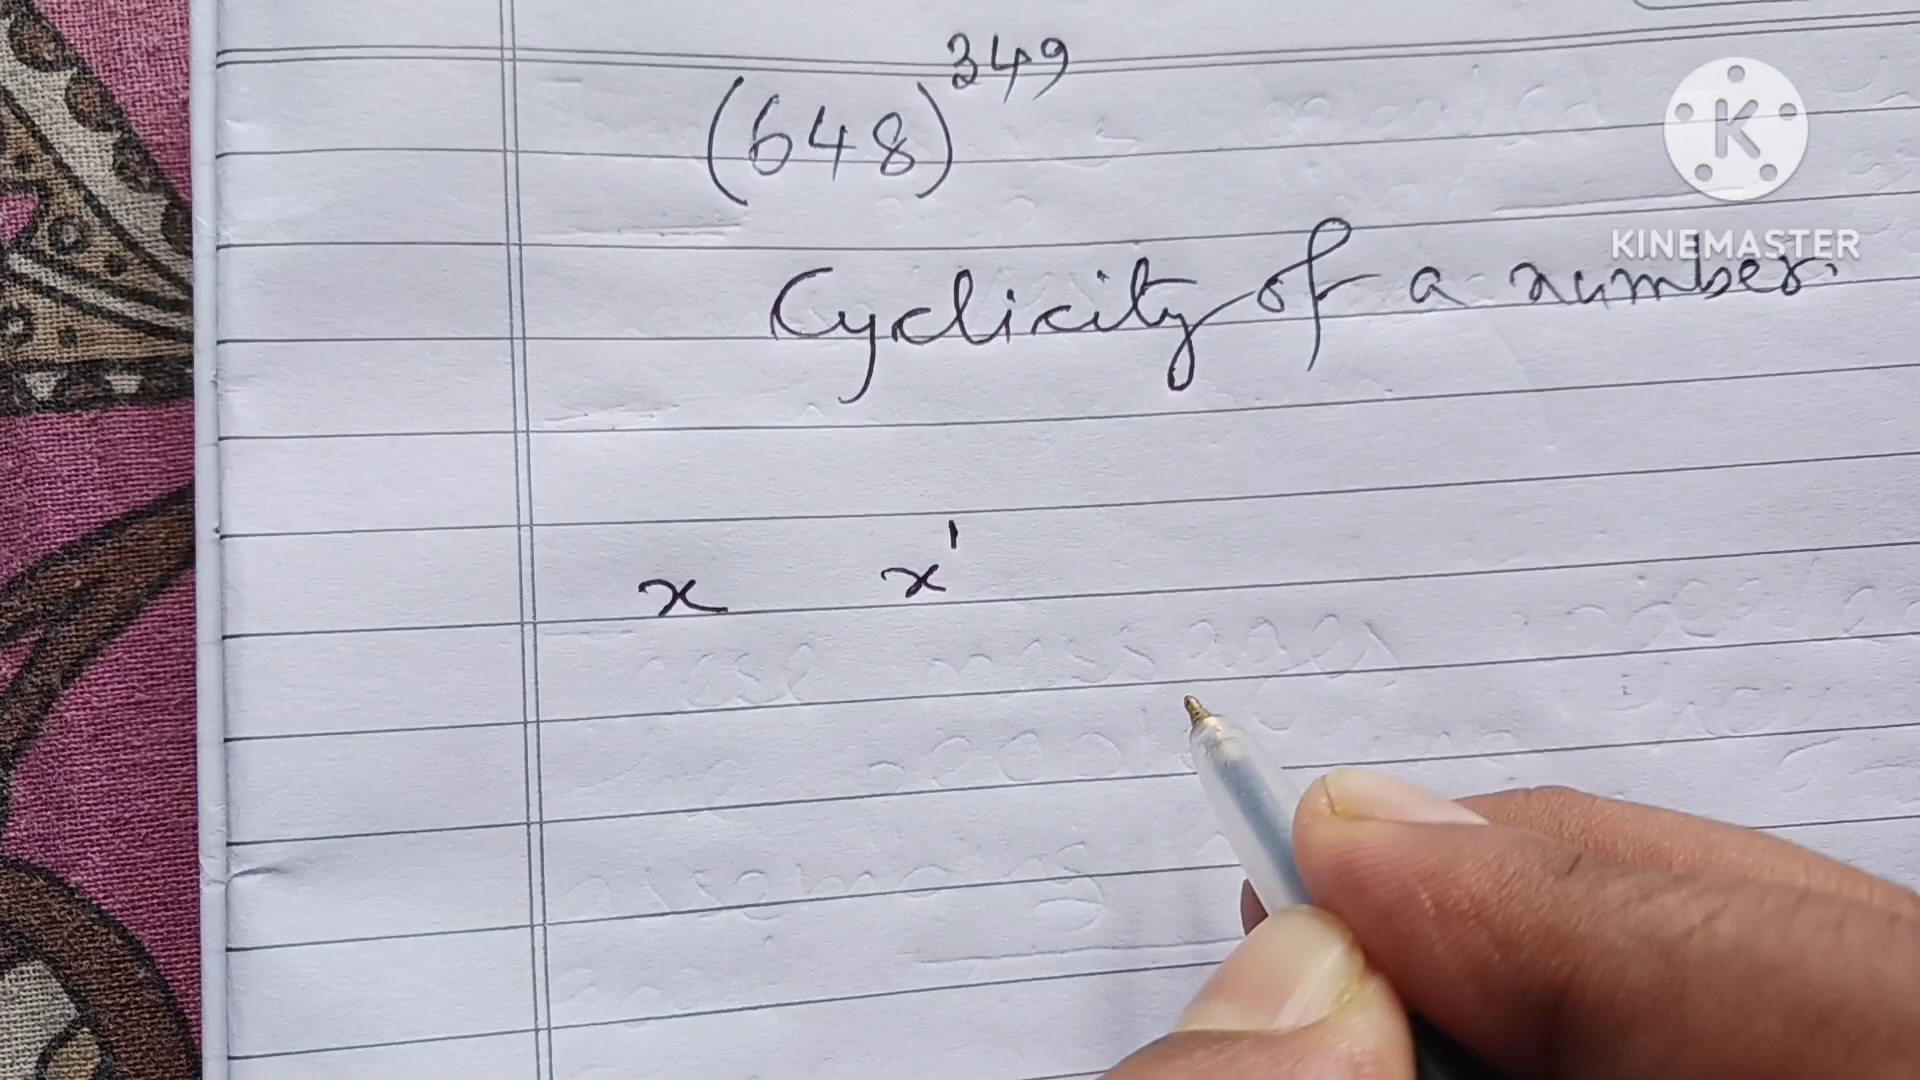 (648)^349
K
KINEMASTER
Cyclicity of a number.
x x^1